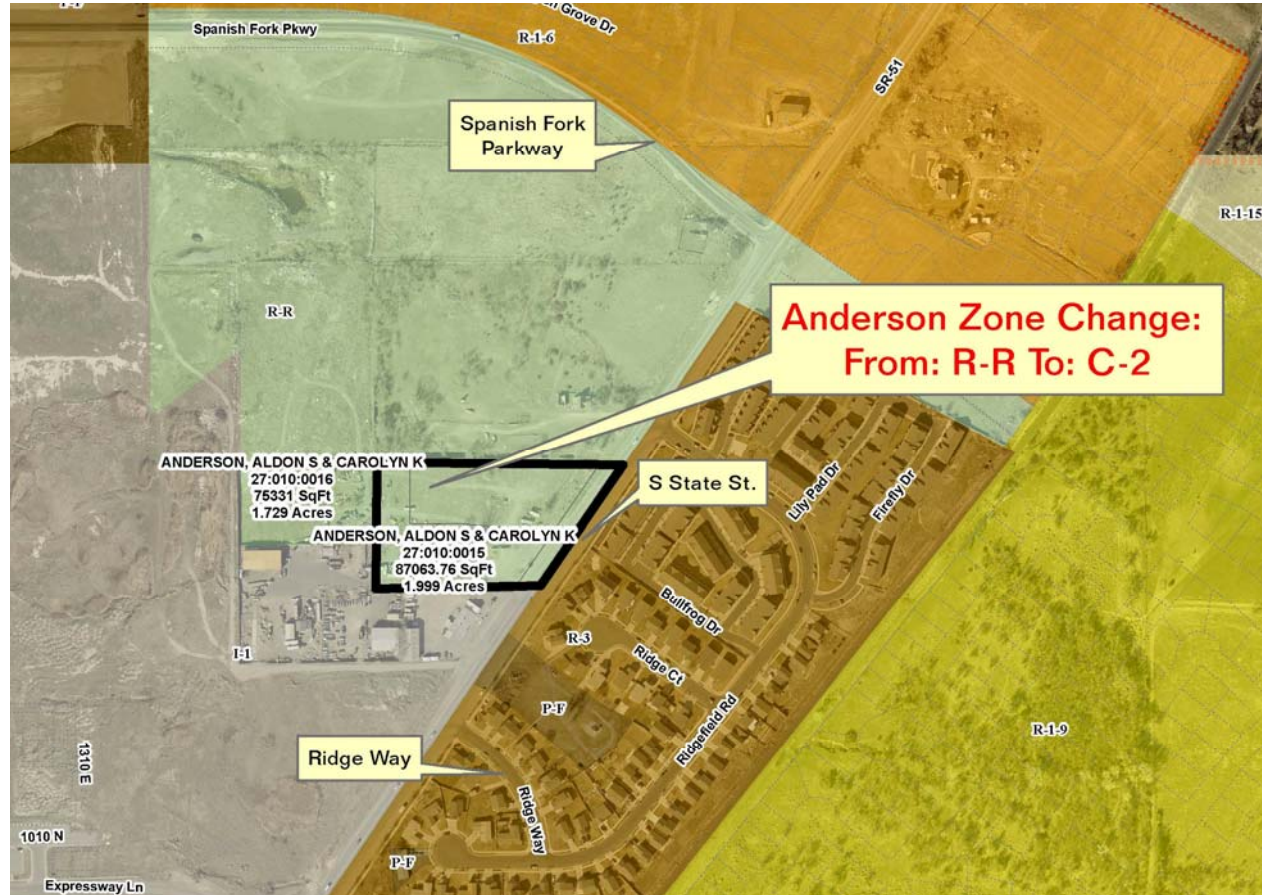 Spanish Fork Pkwy
R-1-6
Grove Dr
SR-51
Spanish Fork
Parkway
R-1-15
R-R
Anderson Zone Change:
From: R-R To: C-2
ANDERSON, ALDON S & CAROLYN K
27:010:0016
75331 SqFt
1.729 Acres
S State St.
Lily Pad Dr
Firefly Dr
ANDERSON, ALDON S & CAROLYN K
27:010:0015
87063.76 SqFt
1.999 Acres
Bullfrog Dr
R-3
Ridge Ct
I-1
P-F
Ridgefield Rd
R-1-9
1310 E
Ridge Way
Ridge Way
1010 N
P-F
Expressway Ln